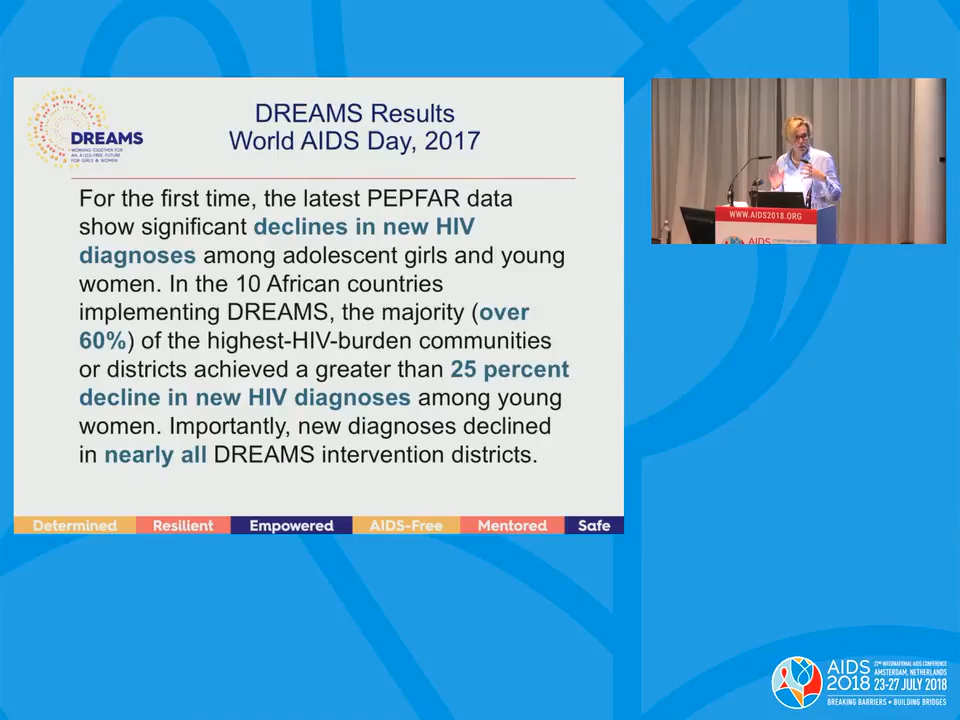 DREAMS
WORKING TOGETHER FOR
AN AIDS-FREE FUTURE
FOR GIRLS & WOMEN
DREAMS Results
World AIDS Day, 2017
For the first time, the latest PEPFAR data
show significant declines in new HIV
diagnoses among adolescent girls and young
women. In the 10 African countries
implementing DREAMS, the majority (over
60%) of the highest-HIV-burden communities
or districts achieved a greater than 25 percent
decline in new HIV diagnoses among young
women. Importantly, new diagnoses declined
in nearly all DREAMS intervention districts.
Determined Resilient Empowered AIDS-Free Mentored Safe
WWW.AIDS2018.ORG
AIDS
AIDS 2018
22ND INTERNATIONAL AIDS CONFERENCE
AMSTERDAM, NETHERLANDS
23-27 JULY 2018
BREAKING BARRIERS • BUILDING BRIDGES